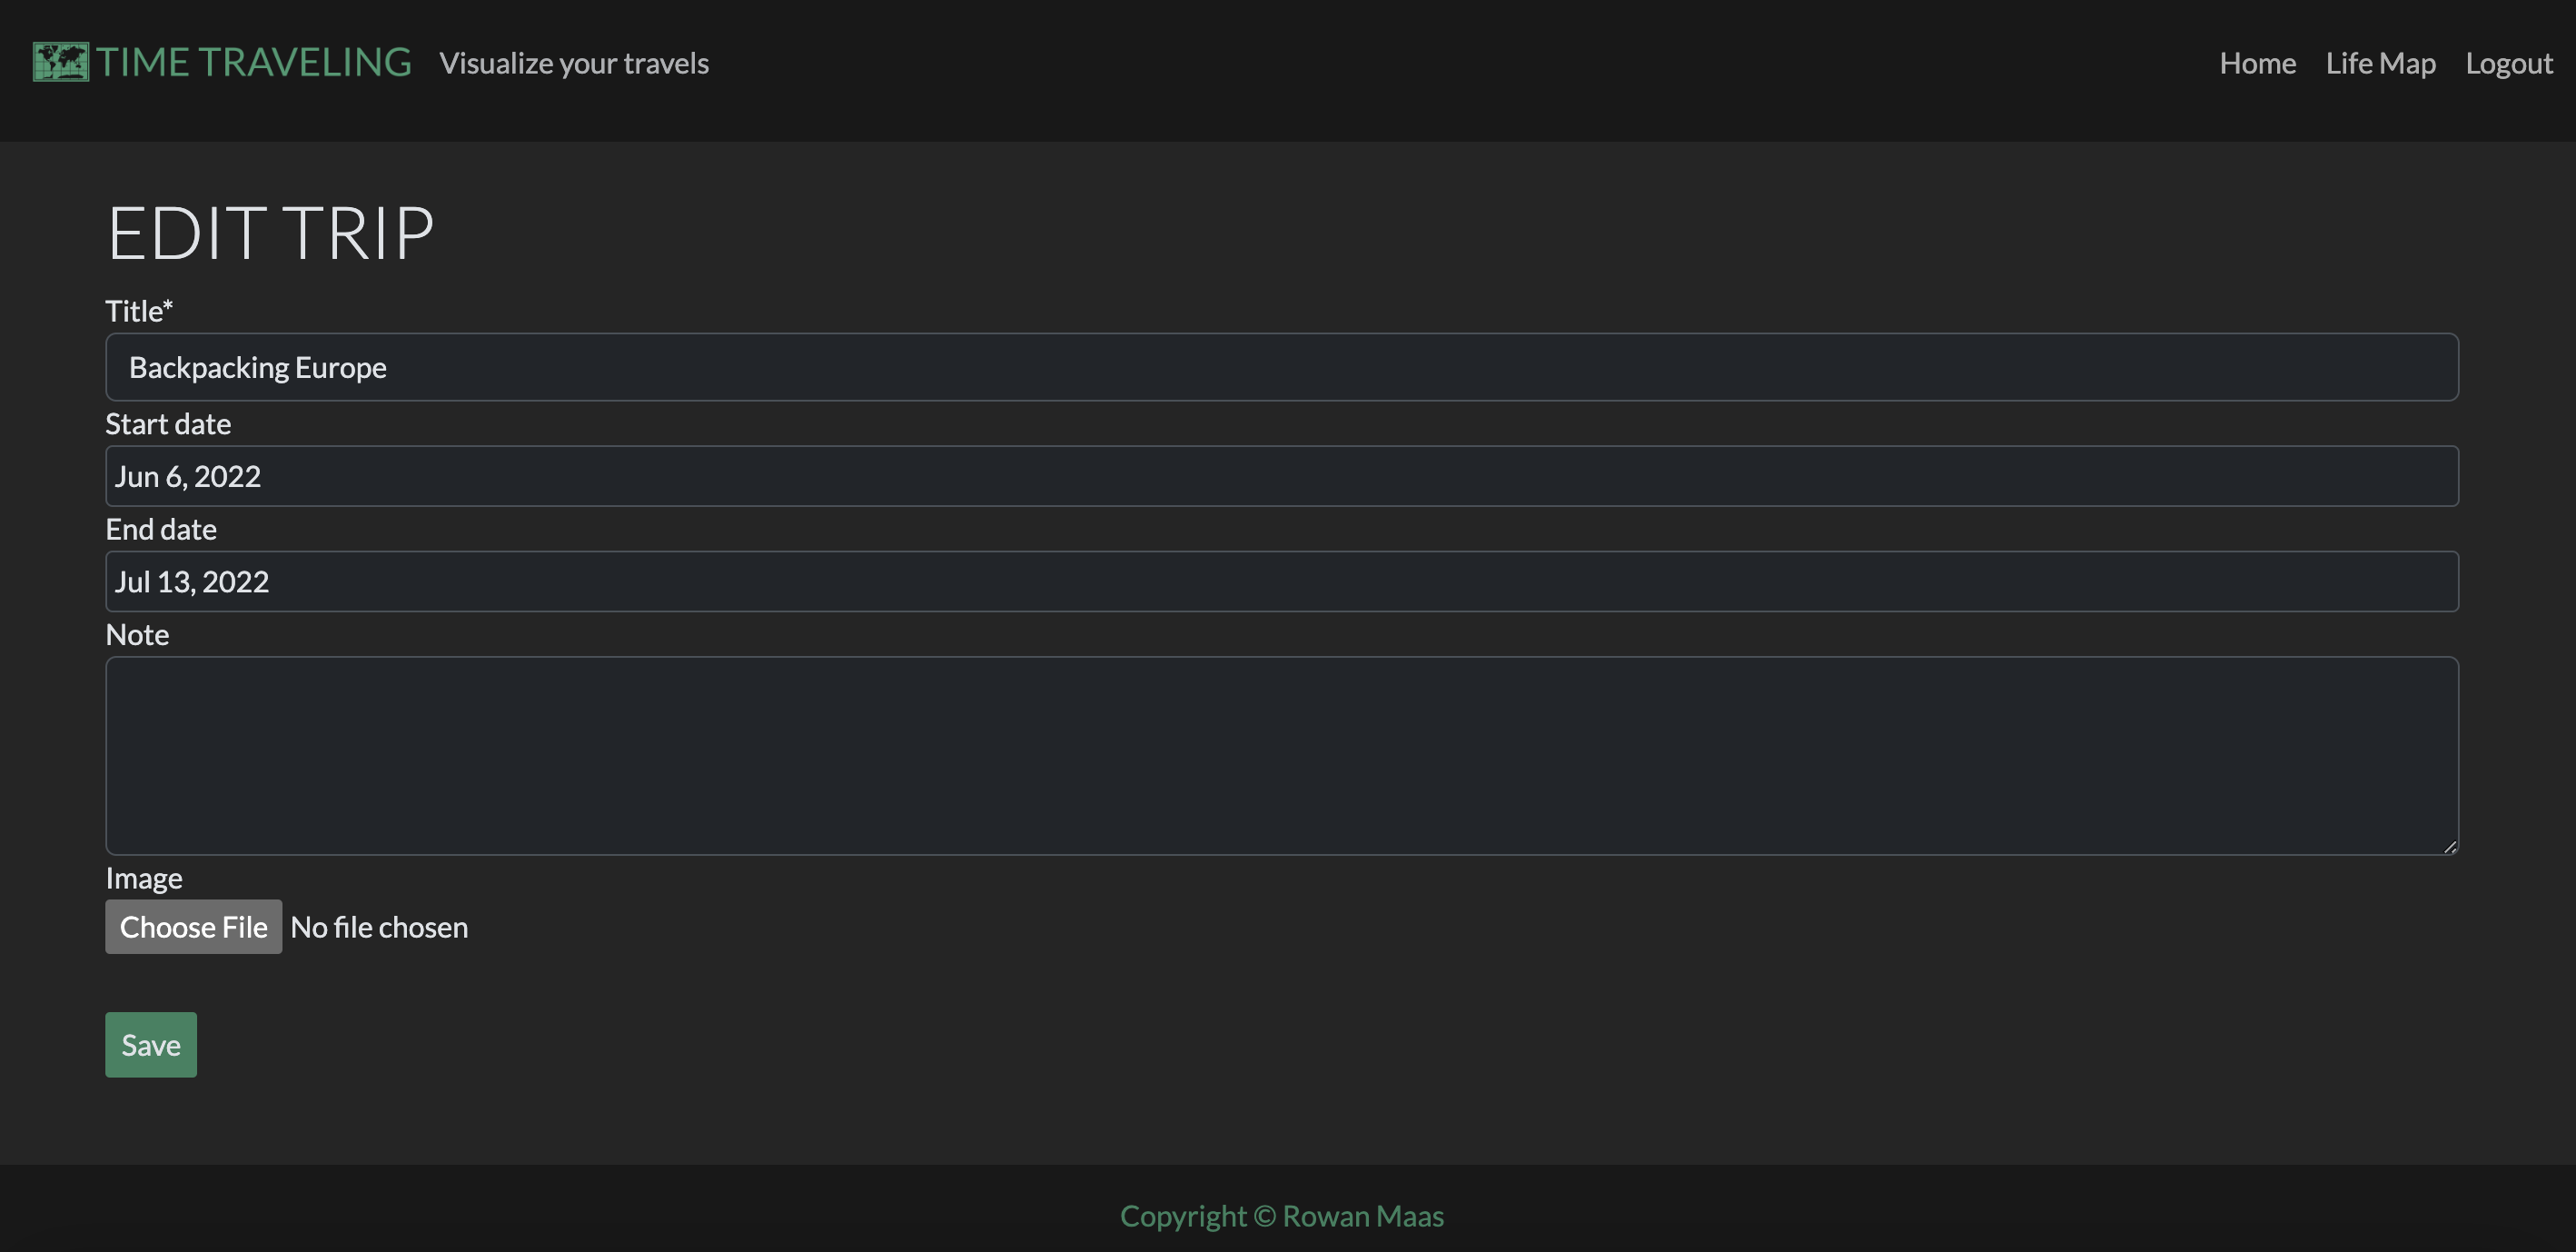 TIME TRAVELING Visualize your travels Home Life Map Logout
EDIT TRIP
Title*
Backpacking Europe
Start date
Jun 6, 2022
End date
Jul 13, 2022
Note
Image
Choose File No file chosen
Save
Copyright © Rowan Maas